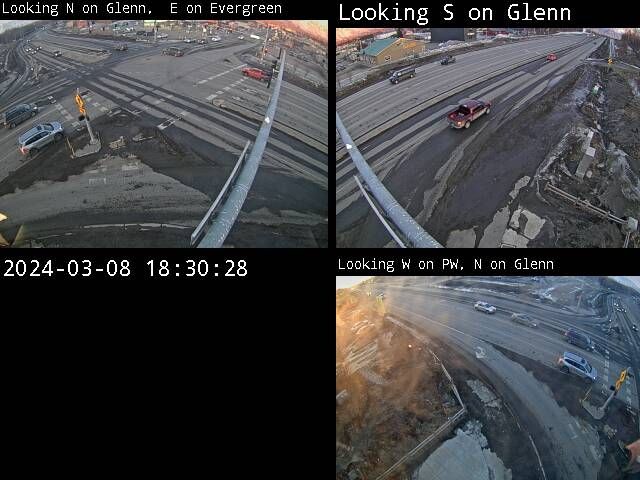 Looking N on Glenn,  E on Evergreen
Looking S on Glenn
2024-03-08 18:30:28
Looking W on PW, N on Glenn